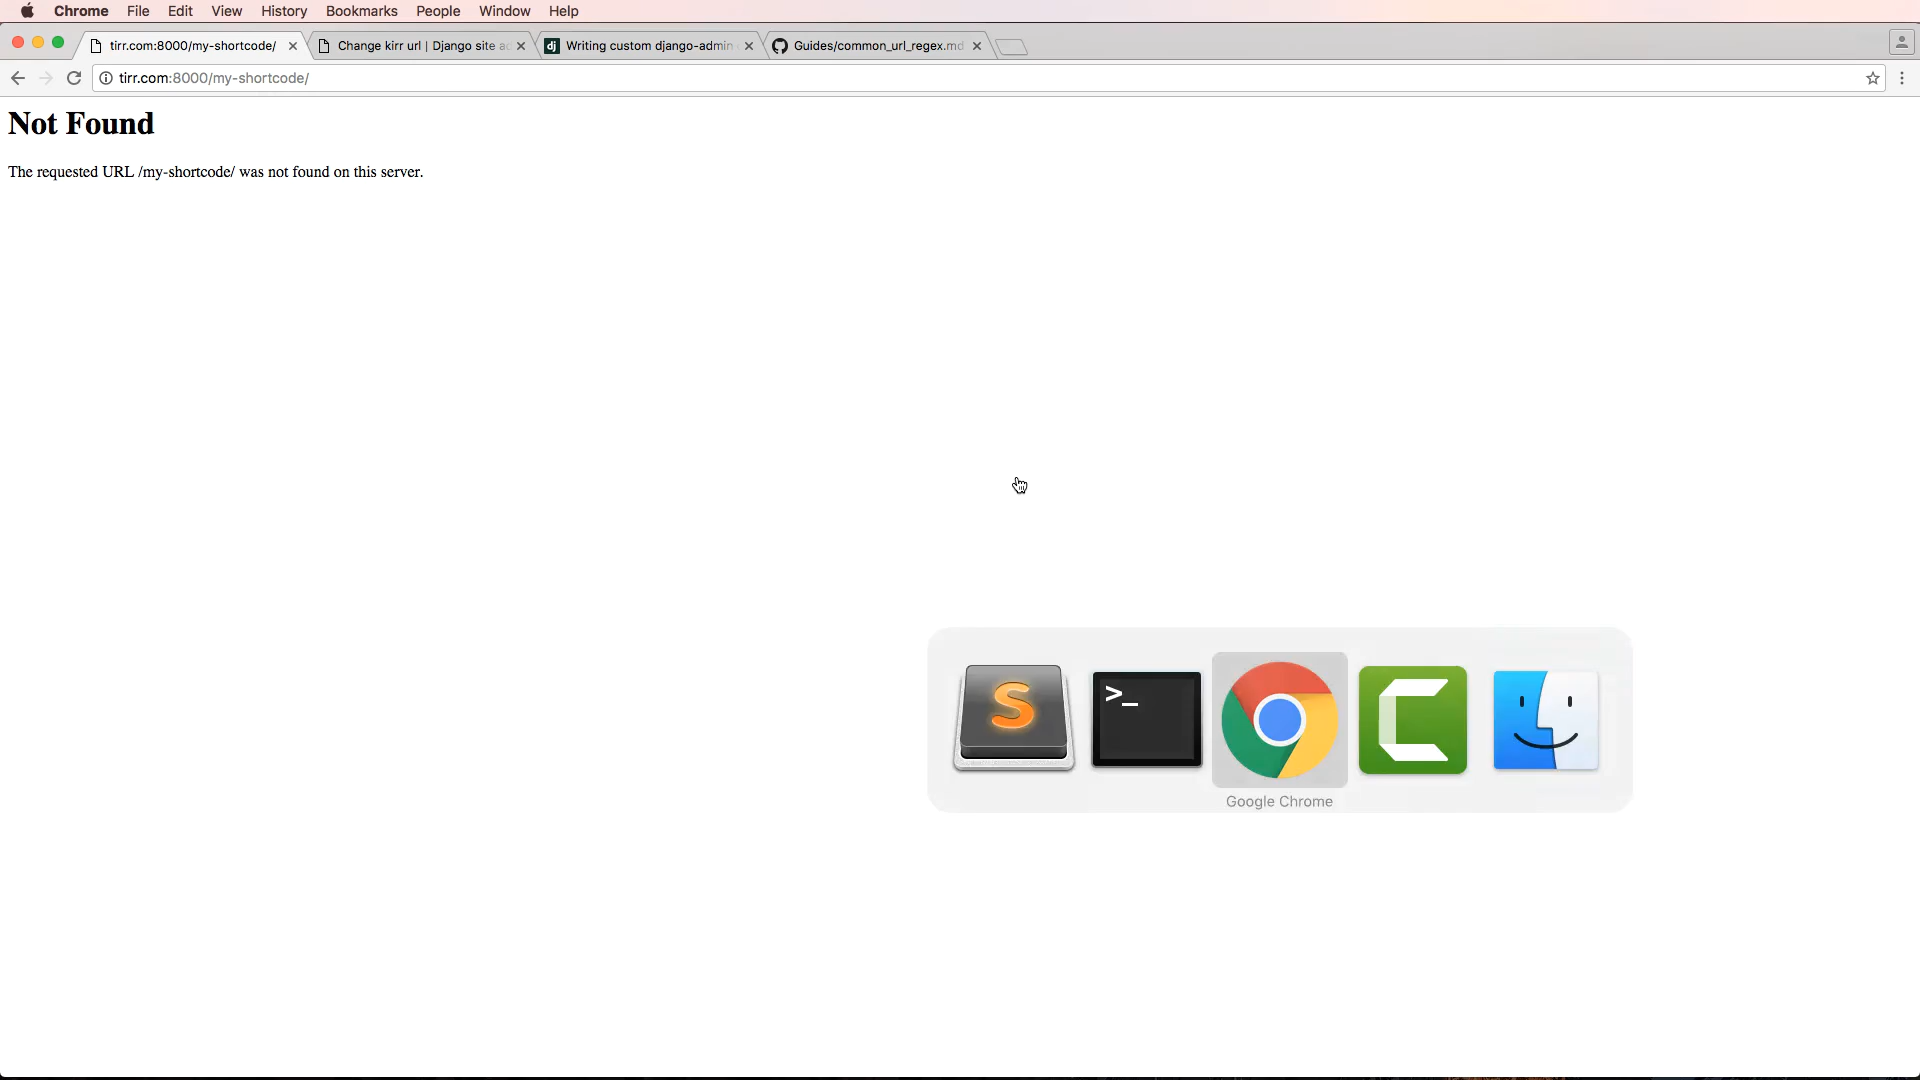 Chrome File Edit View History Bookmarks People Window Help
tirr.com:8000/my-shortcode/ Change kirr url | Django site ad dj Writing custom django-admin Guides/common_url_regex.md
tirr.com:8000/my-shortcode/
Not Found
The requested URL /my-shortcode/ was not found on this server.
S >_ C
Google Chrome